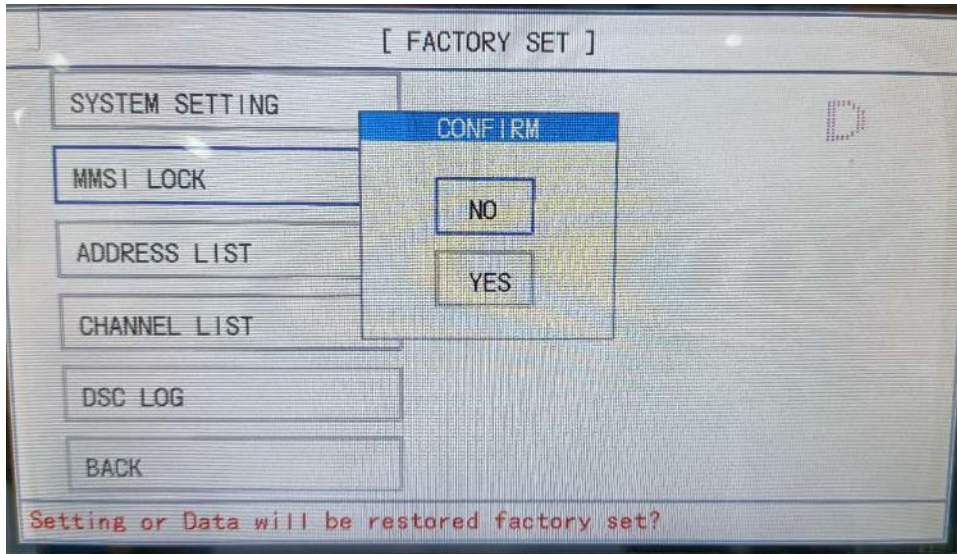 [ FACTORY SET ]
SYSTEM SETTING
D
CONFIRM
MMSI LOCK
NO
ADDRESS LIST
YES
CHANNEL LIST
DSC LOG
BACK
Setting or Data will be restored factory set?